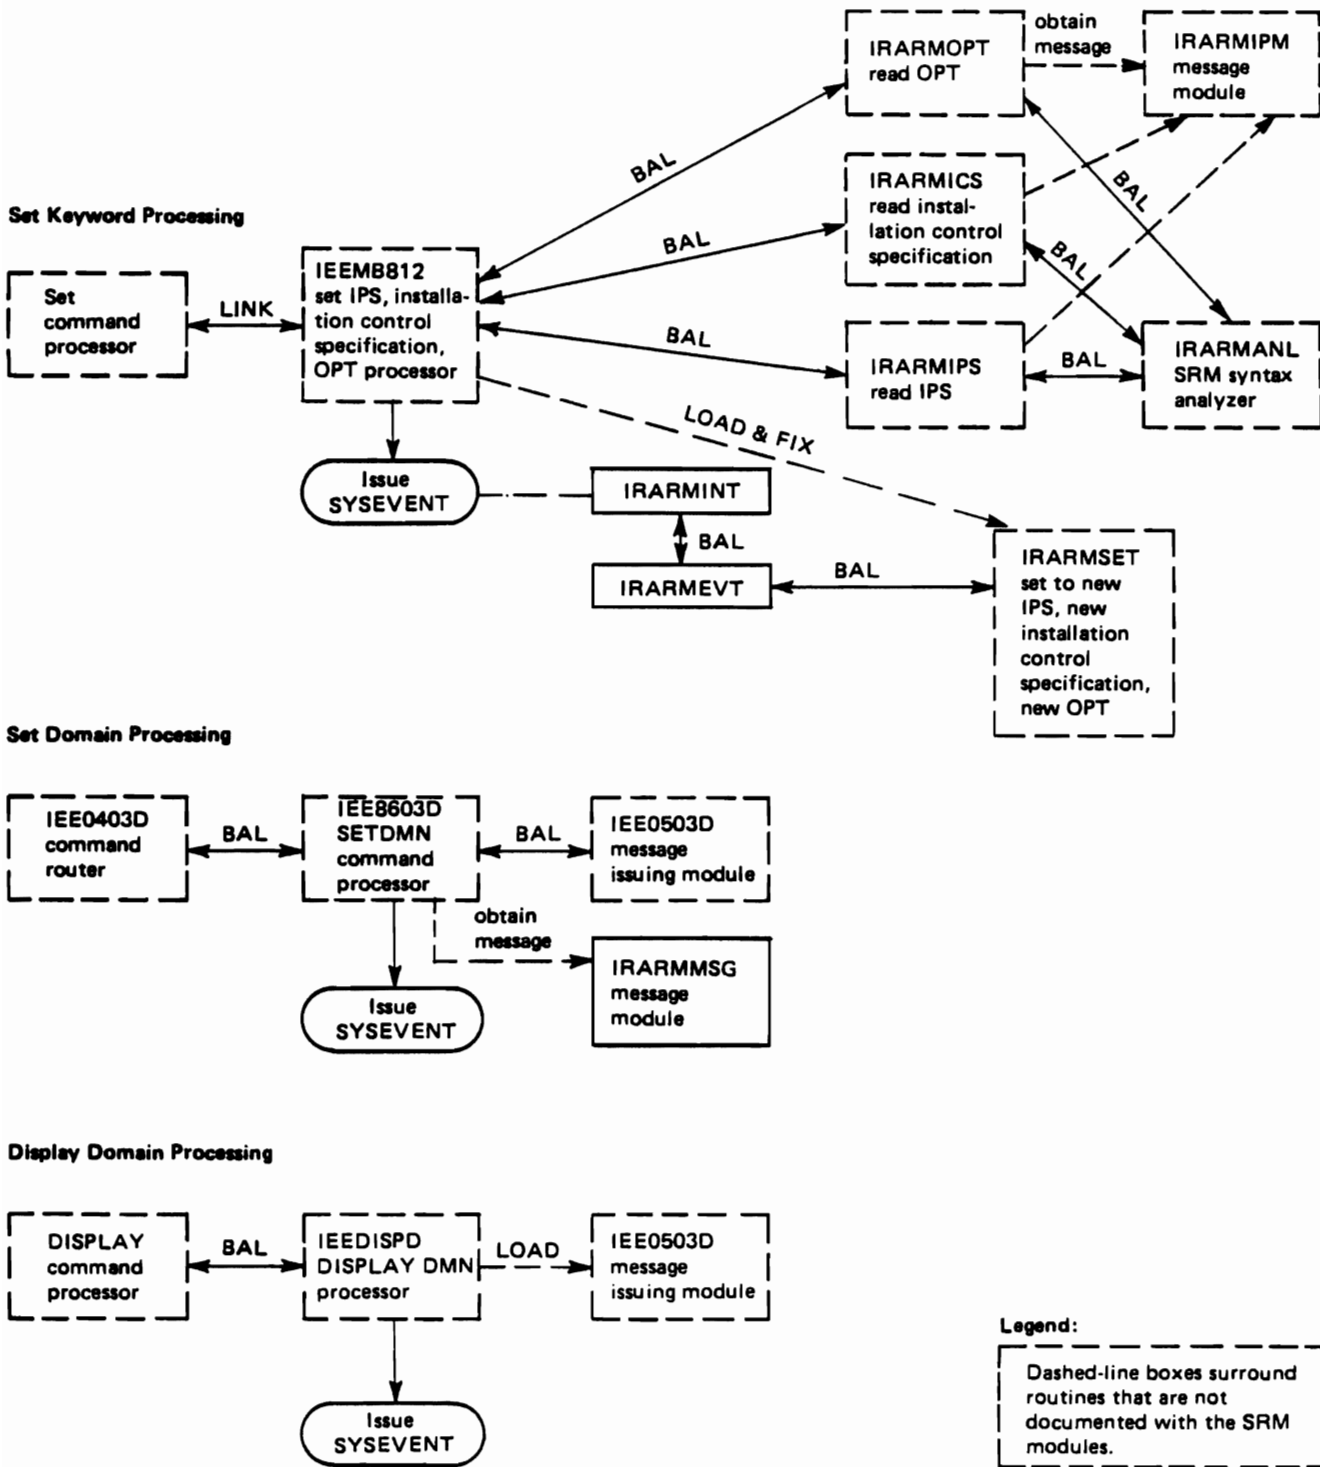 IRARMOPT
read OPT
obtain
message
IRARMIPM
message
module
BAL
BAL
IRARMICS
read instal-
lation control
specification
Set Keyword Processing
BAL
BAL
IEEMB812
set IPS, installa-
tion control
specification,
OPT processor
Set
command
processor
LINK
BAL
IRARMIPS
read IPS
BAL
IRARMANL
SRM syntax
analyzer
LOAD & FIX
Issue
SYSEVENT
IRARMINT
BAL
IRARMEVT
BAL
IRARMSET
set to new
IPS, new
installation
control
specification,
new OPT
Set Domain Processing
IEE0403D
command
router
BAL
IEE8603D
SETDMN
command
processor
BAL
IEE0503D
message
issuing module
obtain
message
IRARMMSG
message
module
Issue
SYSEVENT
Display Domain Processing
DISPLAY
command
processor
BAL
IEEDISPD
DISPLAY DMN
processor
LOAD
IEE0503D
message
issuing module
Issue
SYSEVENT
Legend:
Dashed-line boxes surround
routines that are not
documented with the SRM
modules.